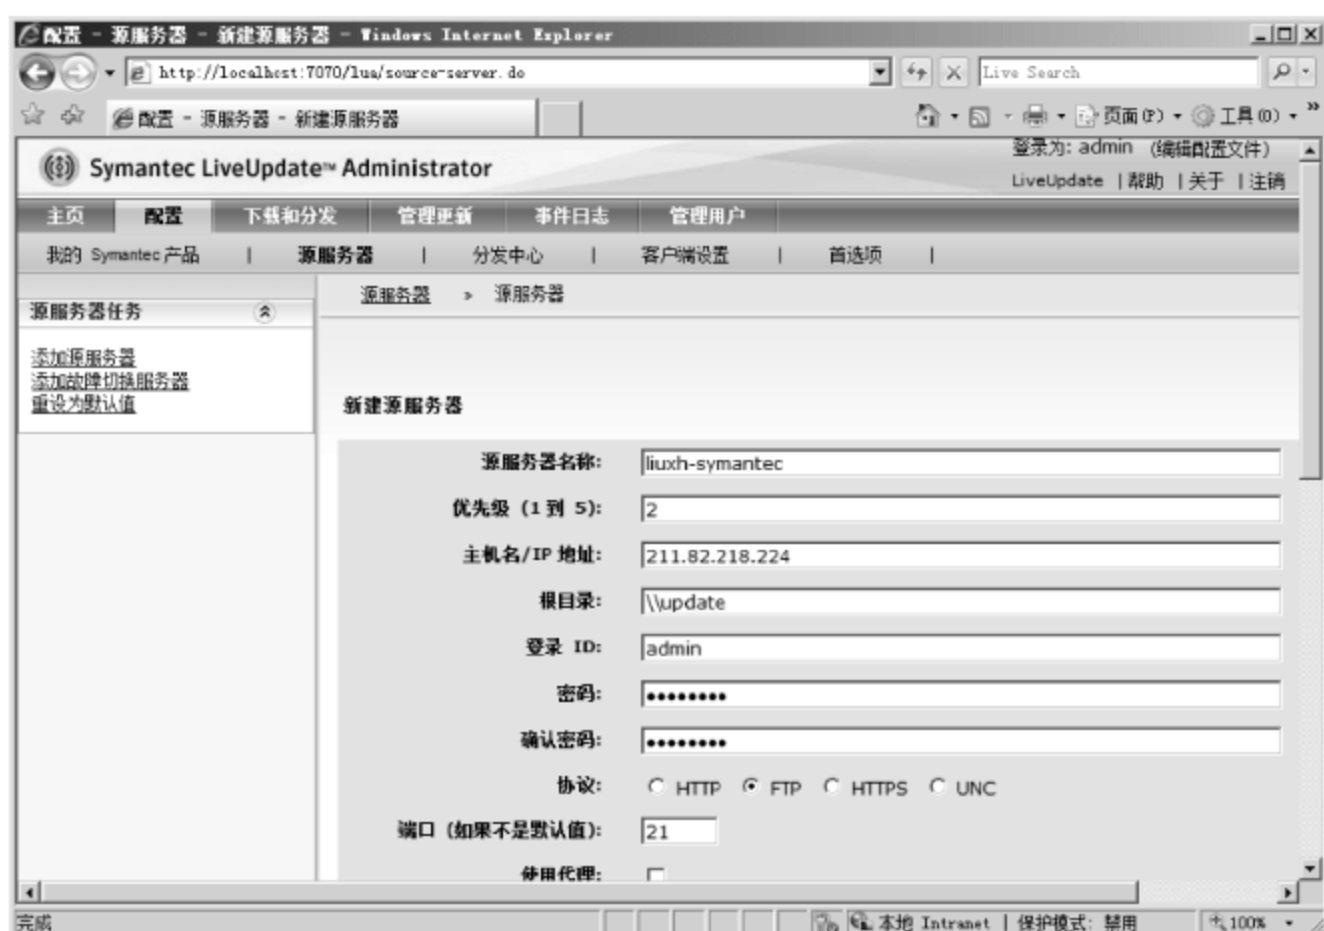 配置 - 源服务器 - 新建源服务器 - Windows Internet Explorer
http://localhost:7070/lua/source-server.do
Live Search
配置 - 源服务器 - 新建源服务器
页面(P) 工具(O)
登录为: admin (编辑配置文件)
Symantec LiveUpdate™ Administrator
LiveUpdate | 帮助 | 关于 | 注销
主页 配置 下载和分发 管理更新 事件日志 管理用户
我的 Symantec 产品 | 源服务器 | 分发中心 | 客户端设置 | 首选项 |
源服务器 » 源服务器
源服务器任务
添加源服务器
添加故障切换服务器
重设为默认值
新建源服务器
源服务器名称: liuxh-symantec
优先级 (1 到 5): 2
主机名/IP 地址: 211.82.218.224
根目录: \\update
登录 ID: admin
密码: ••••••••
确认密码: ••••••••
协议: HTTP FTP HTTPS UNC
端口 (如果不是默认值): 21
使用代理:
完成 本地 Intranet | 保护模式: 禁用 100%